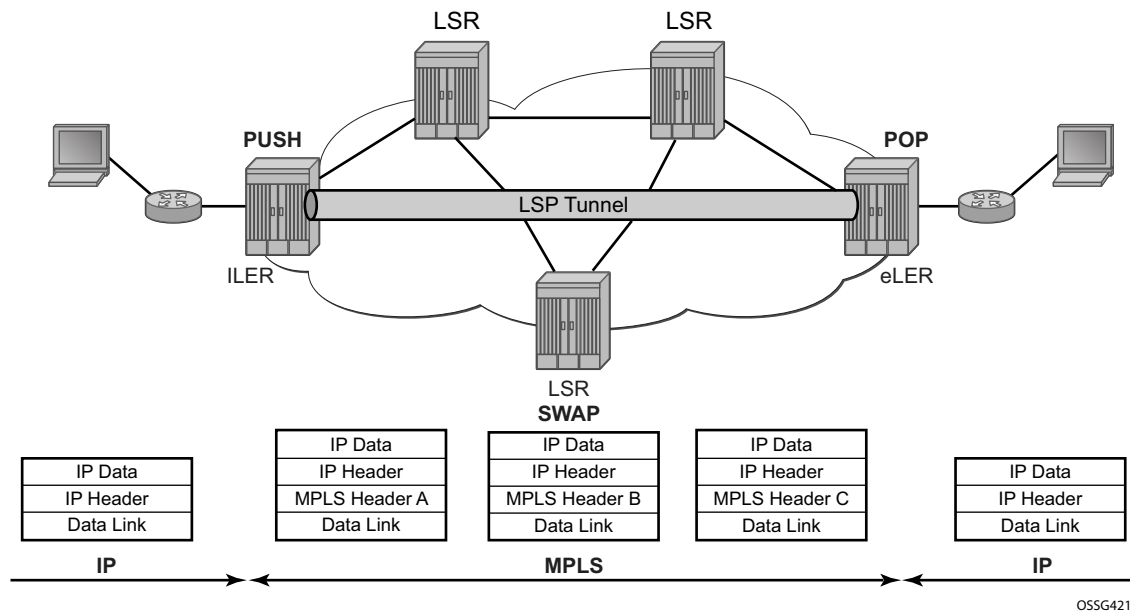 LSR LSR
PUSH POP
LSP Tunnel
ILER eLER
LSR
SWAP
IP Data IP Data IP Data
IP Data IP Header IP Header IP Header IP Data
IP Header MPLS Header A MPLS Header B MPLS Header C IP Header
Data Link Data Link Data Link Data Link Data Link
IP MPLS IP
OSSG421